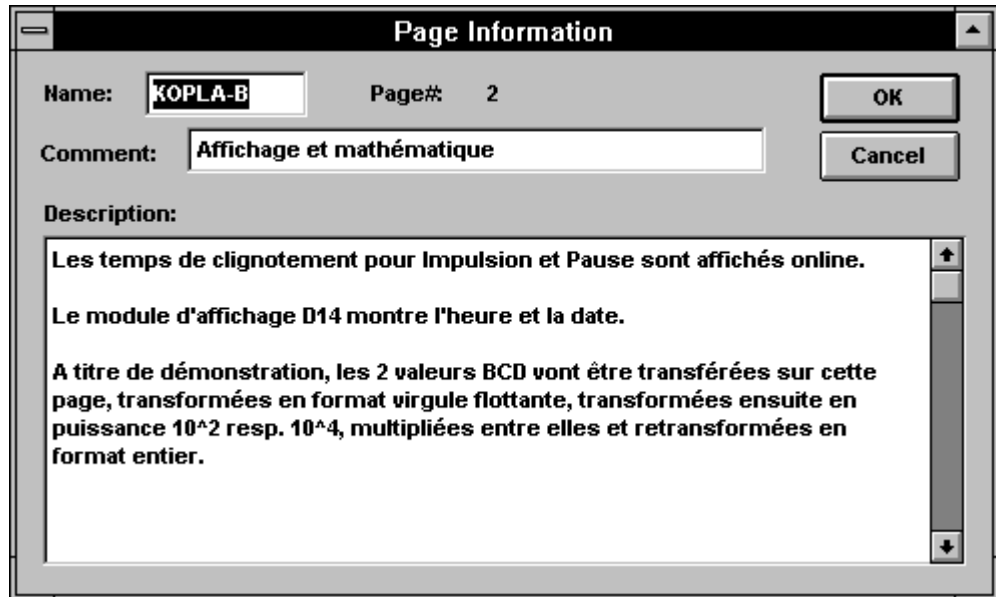 Page Information
Name: KOPLA-B Page#: 2 OK
Comment: Affichage et mathématique Cancel
Description:
Les temps de clignotement pour Impulsion et Pause sont affichés online.
Le module d'affichage D14 montre l'heure et la date.
A titre de démonstration, les 2 valeurs BCD vont être transférées sur cette
page, transformées en format virgule flottante, transformées ensuite en
puissance 10^2 resp. 10^4, multipliées entre elles et retransformées en
format entier.